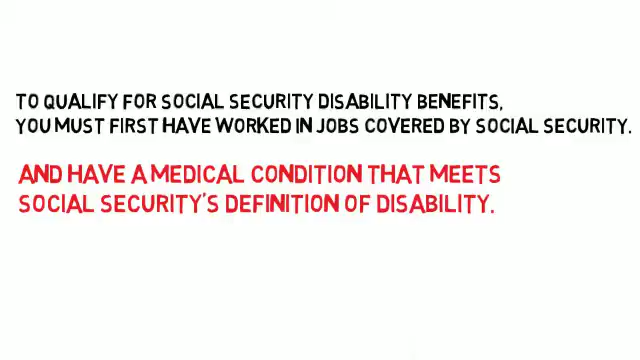 TO QUALIFY FOR SOCIAL SECURITY DISABILITY BENEFITS,
YOU MUST FIRST HAVE WORKED IN JOBS COVERED BY SOCIAL SECURITY.
AND HAVE A MEDICAL CONDITION THAT MEETS
SOCIAL SECURITY'S DEFINITION OF DISABILITY.